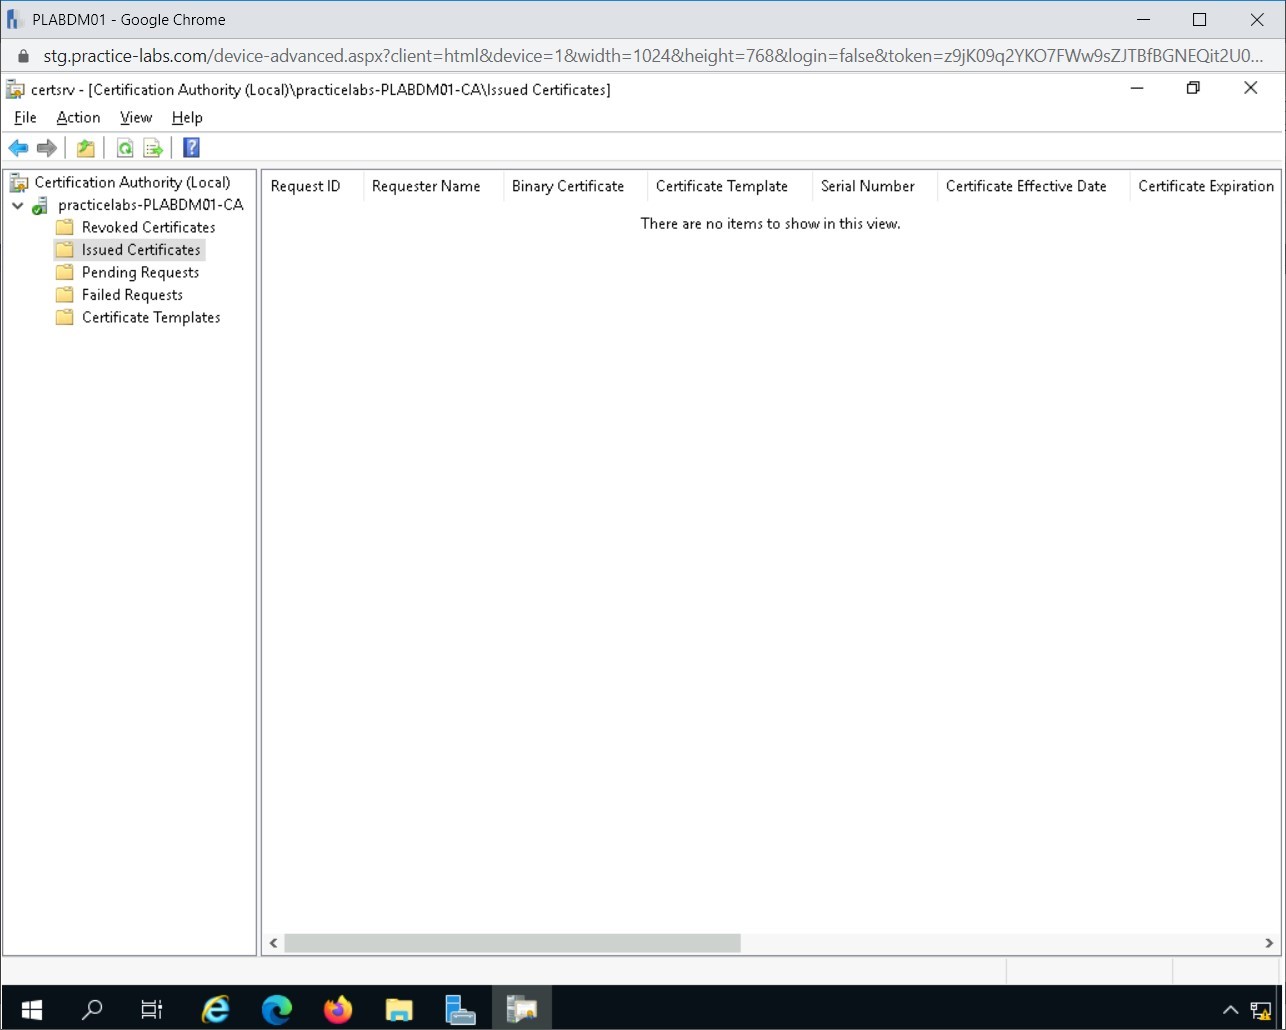 PLABDM01 - Google Chrome
stg.practice-labs.com/device-advanced.aspx?client=html&device=1&width=1024&height=768&login=false&token=z9jK09q2YKO7FWw9sZJTBfBGNEQit2U0...
certsrv - [Certification Authority (Local)\practicelabs-PLABDM01-CA\Issued Certificates]
File Action View Help
Certification Authority (Local)
practicelabs-PLABDM01-CA
Revoked Certificates
Issued Certificates
Pending Requests
Failed Requests
Certificate Templates
Request ID Requester Name Binary Certificate Certificate Template Serial Number Certificate Effective Date Certificate Expiration
There are no items to show in this view.